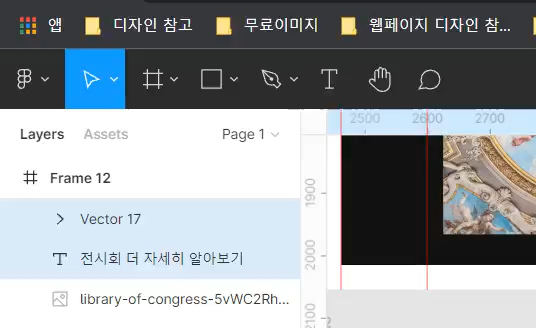 앱 디자인 참고 무료이미지 웹페이지 디자인 참...
T
Layers Assets Page 1
2500 2600 2700
Frame 12
1900
Vector 17
T 전시회 더 자세히 알아보기
2000
library-of-congress-5vWC2Rh...
2100